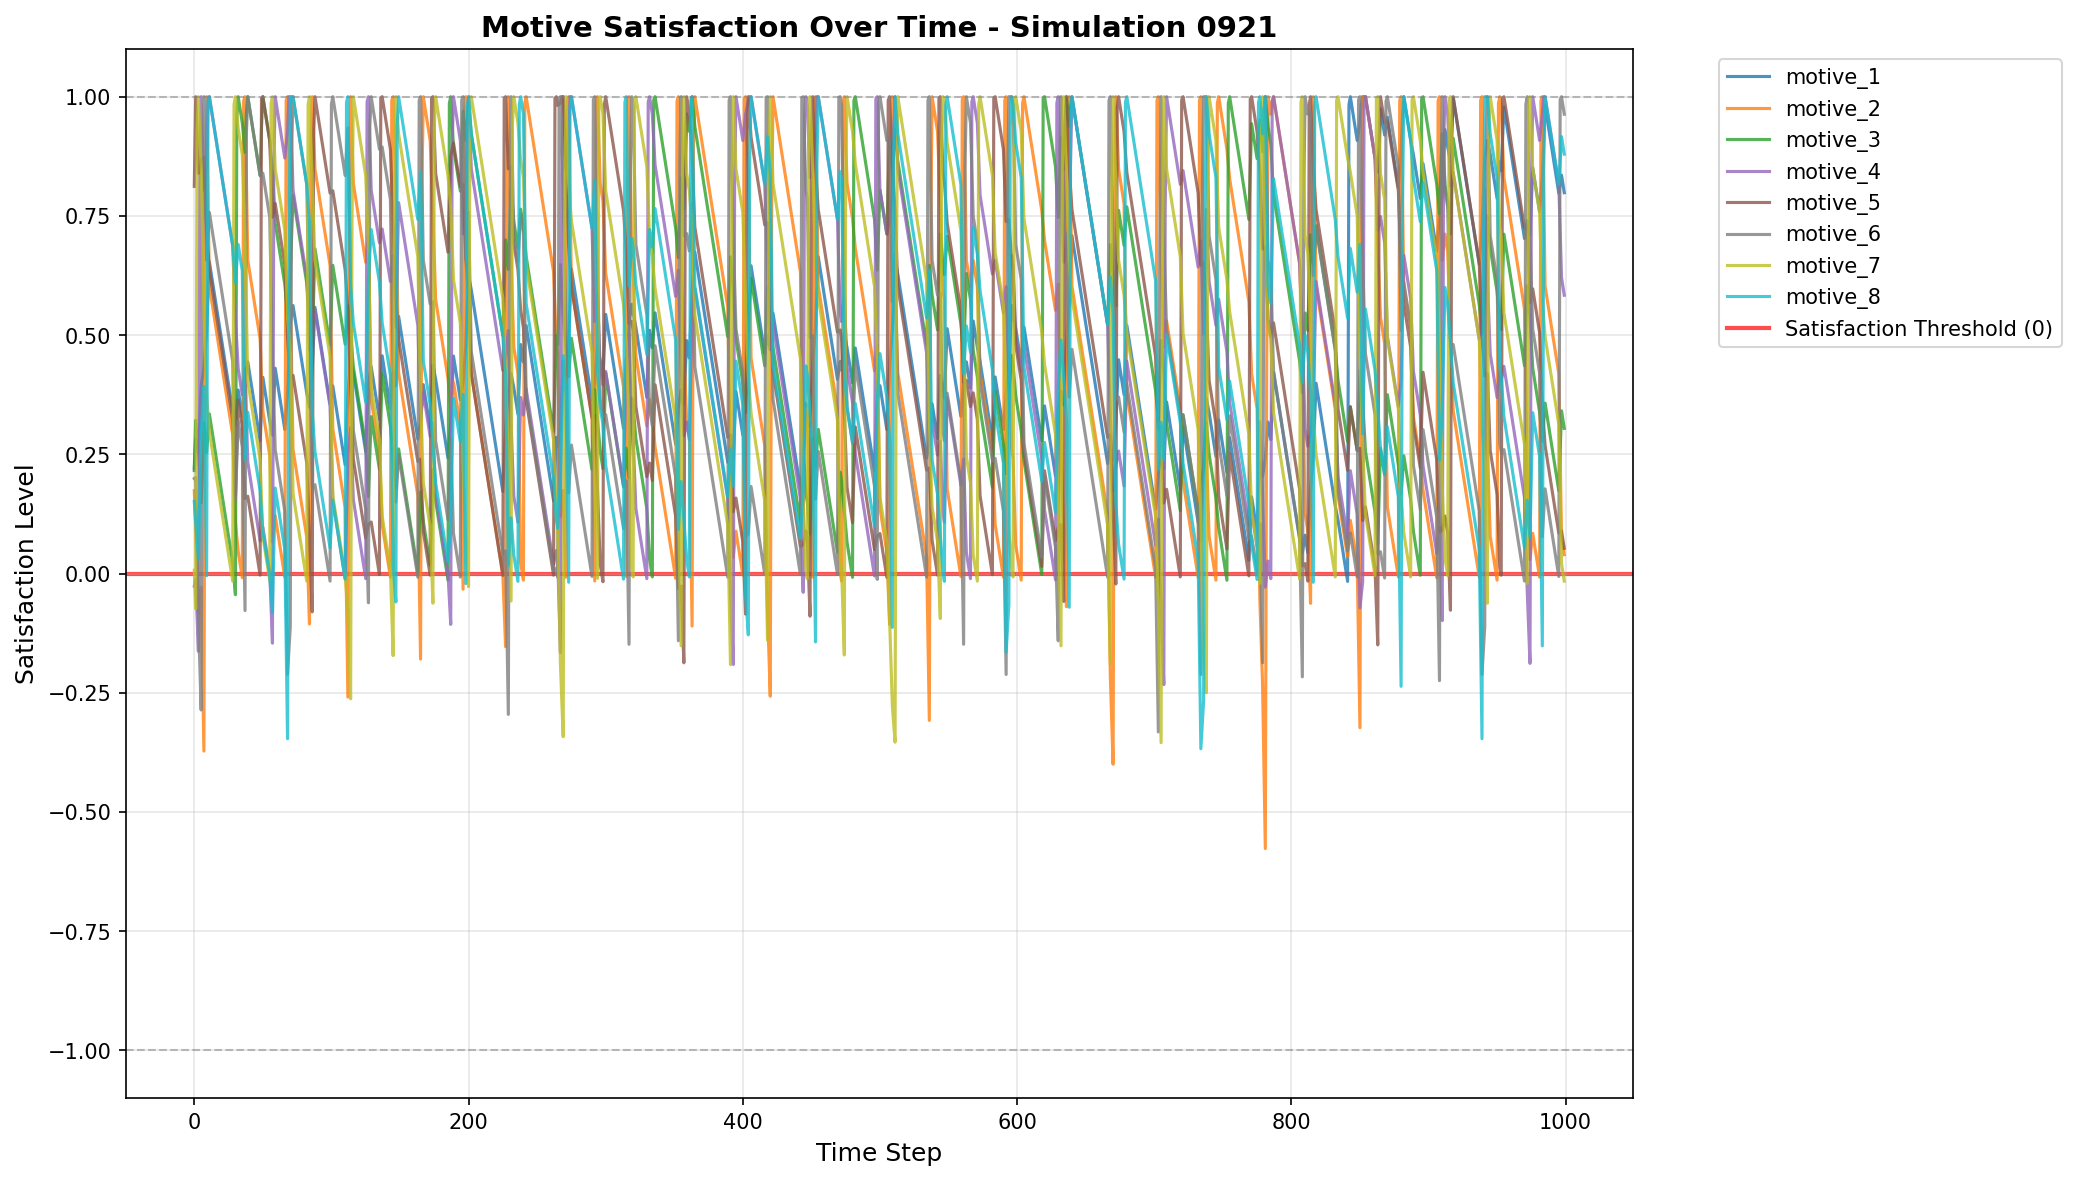 Motive Satisfaction Over Time - Simulation 0921
Satisfaction Level
1.00
0.75
0.50
0.25
0.00
−0.25
−0.50
−0.75
−1.00
0
200
400
600
800
1000
Time Step
motive_1
motive_2
motive_3
motive_4
motive_5
motive_6
motive_7
motive_8
Satisfaction Threshold (0)